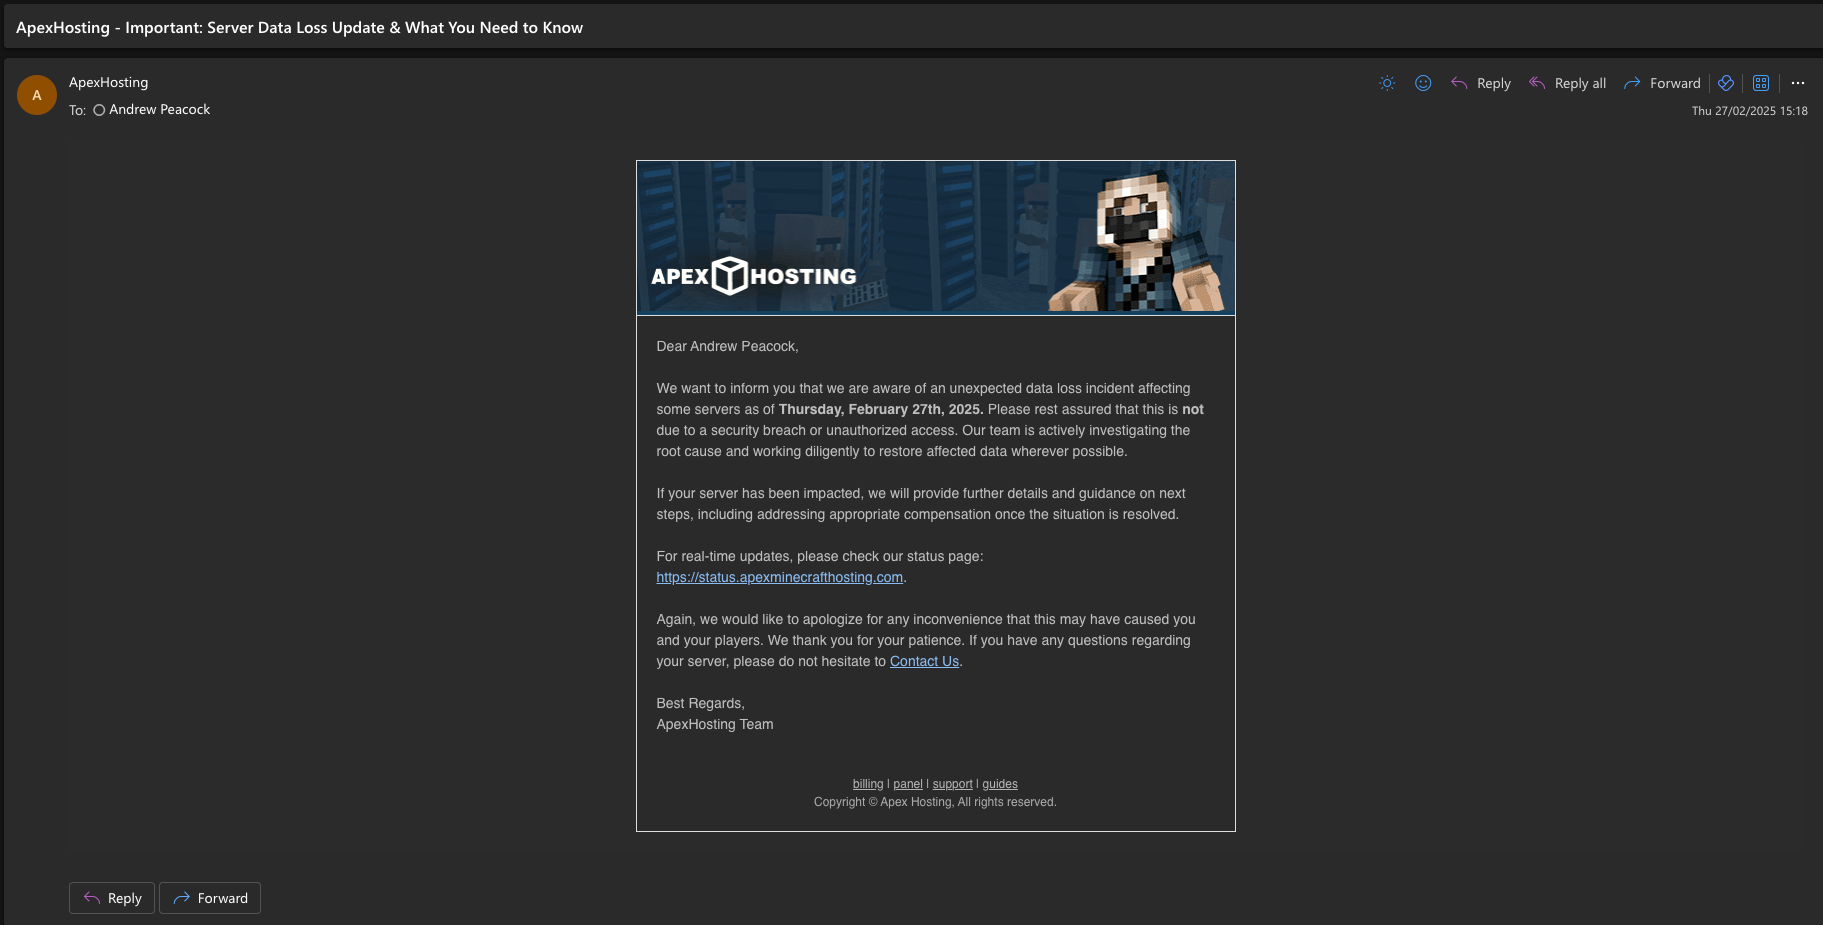 ApexHosting - Important: Server Data Loss Update & What You Need to Know
A
ApexHosting
To: Andrew Peacock
Reply
Reply all
Forward
Thu 27/02/2025 15:18
APEX HOSTING
Dear Andrew Peacock,
We want to inform you that we are aware of an unexpected data loss incident affecting
some servers as of Thursday, February 27th, 2025. Please rest assured that this is not
due to a security breach or unauthorized access. Our team is actively investigating the
root cause and working diligently to restore affected data wherever possible.
If your server has been impacted, we will provide further details and guidance on next
steps, including addressing appropriate compensation once the situation is resolved.
For real-time updates, please check our status page:
https://status.apexminecrafthosting.com.
Again, we would like to apologize for any inconvenience that this may have caused you
and your players. We thank you for your patience. If you have any questions regarding
your server, please do not hesitate to Contact Us.
Best Regards,
ApexHosting Team
billing | panel | support | guides
Copyright © Apex Hosting, All rights reserved.
Reply
Forward